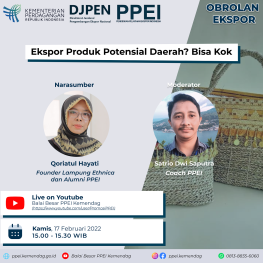 KEMENTERIAN
PERDAGANGAN
REPUBLIK INDONESIA
DJPEN
PPEI
OBROLAN
EKSPOR
Ekspor Produk Potensial Daerah? Bisa Kok
Narasumber
Moderator
Qoriatul Hayati
Founder Lampung Ethnica
dan Alumni PPEI
Satrio Dwi Saputra
Coach PPEI
Live on Youtube
Balai Besar PPEI Kemendag
Kamis, 17 Februari 2022
15.00 - 15.30 WIB
ppei.kemendag.go.id
Balai Besar PPEI Kemendag
ppei.kemendag